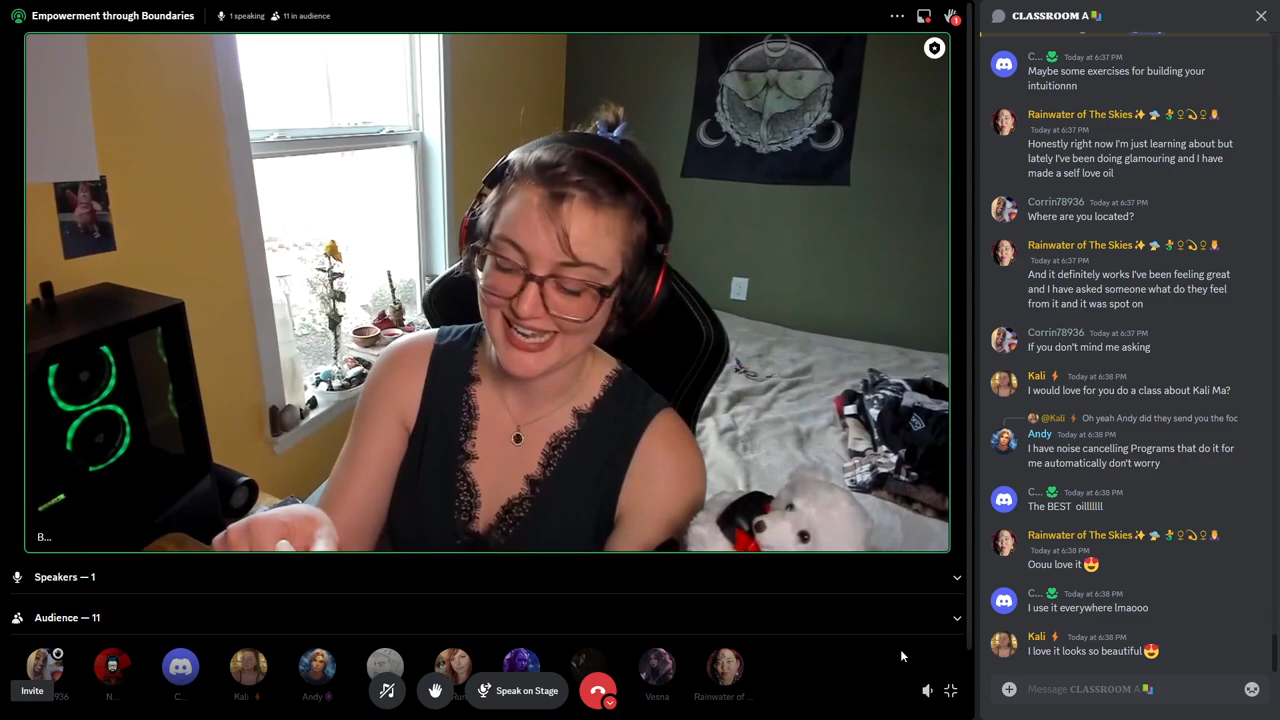 Empowerment through Boundaries
1 speaking
11 in audience
1
CLASSROOM A
C... Today at 6:37 PM
Maybe some exercises for building your
intuitionnn
Rainwater of The Skies
Today at 6:37 PM
Honestly right now I'm just learning about but
lately I've been doing glamouring and I have
made a self love oil
Corrin78936 Today at 6:37 PM
Where are you located?
Rainwater of The Skies
Today at 6:37 PM
And it definitely works I've been feeling great
and I have asked someone what do they feel
from it and it was spot on
Corrin78936 Today at 6:37 PM
If you don't mind me asking
Kali Today at 6:38 PM
I would love for you do a class about Kali Ma?
@Kali Oh yeah Andy did they send you the foc
Andy Today at 6:38 PM
I have noise cancelling Programs that do it for
me automatically don't worry
C... Today at 6:38 PM
The BEST oilllllll
Rainwater of The Skies
Today at 6:38 PM
Oouu love it
C... Today at 6:38 PM
I use it everywhere lmaooo
Kali Today at 6:38 PM
I love it looks so beautiful
Message CLASSROOM A
B...
Speakers — 1
Audience — 11
Invite
936
N...
C...
Kali
Andy
Run
Vesna
Rainwater of ...
Speak on Stage